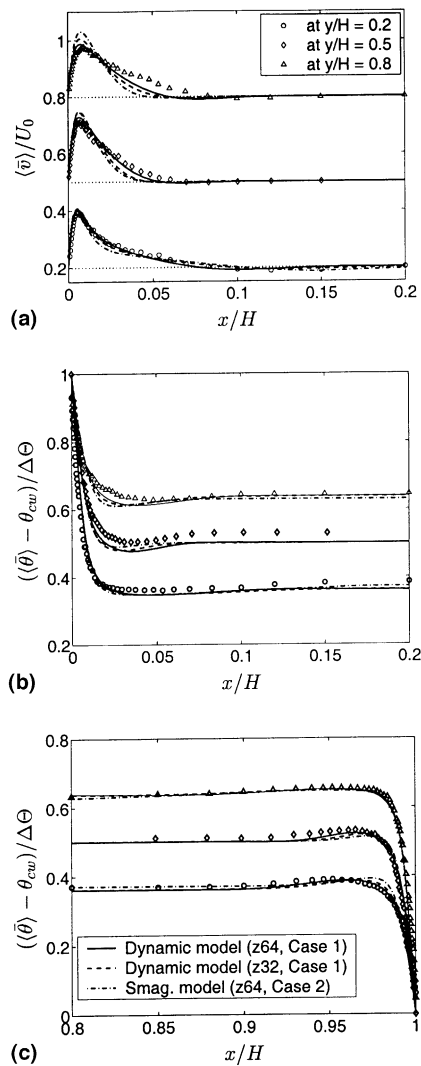 at y/H = 0.2
at y/H = 0.5
at y/H = 0.8
1
0.8
0.6
0.4
0.2
⟨v̄⟩/U₀
0 0.05 0.1 0.15 0.2
(a)
x/H
1
0.8
0.6
0.4
0.2
(⟨θ̄⟩ − θcw)/ΔΘ
0 0.05 0.1 0.15 0.2
(b)
x/H
0.8
0.6
0.4
0.2
0
(⟨θ̄⟩ − θcw)/ΔΘ
Dynamic model (z64, Case 1)
Dynamic model (z32, Case 1)
Smag. model (z64, Case 2)
0.8 0.85 0.9 0.95 1
(c)
x/H